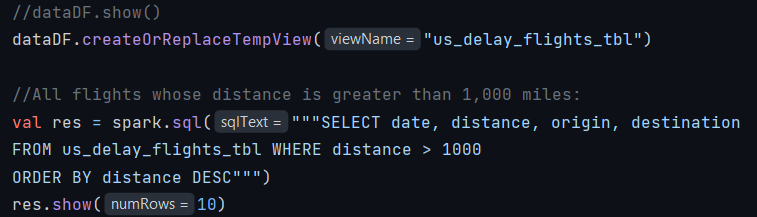 //dataDF.show()
dataDF.createOrReplaceTempView( viewName = "us_delay_flights_tbl")
//All flights whose distance is greater than 1,000 miles:
val res = spark.sql( sqlText = """SELECT date, distance, origin, destination
FROM us_delay_flights_tbl WHERE distance > 1000
ORDER BY distance DESC""")
res.show( numRows = 10)